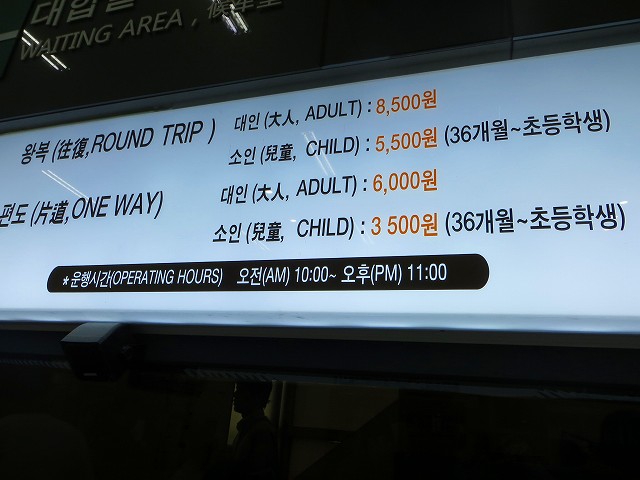 WAITING AREA, 候車室
왕복 (往復,ROUND TRIP ) 대인 (大人, ADULT) : 8,500원
소인 (兒童, CHILD) : 5,500원 (36개월~초등학생)
편도 (片道,ONE WAY) 대인 (大人, ADULT) : 6,000원
소인 (兒童, CHILD) : 3 500원 (36개월~초등학생)
* 운행시간(OPERATING HOURS) 오전(AM) 10:00~ 오후(PM) 11:00